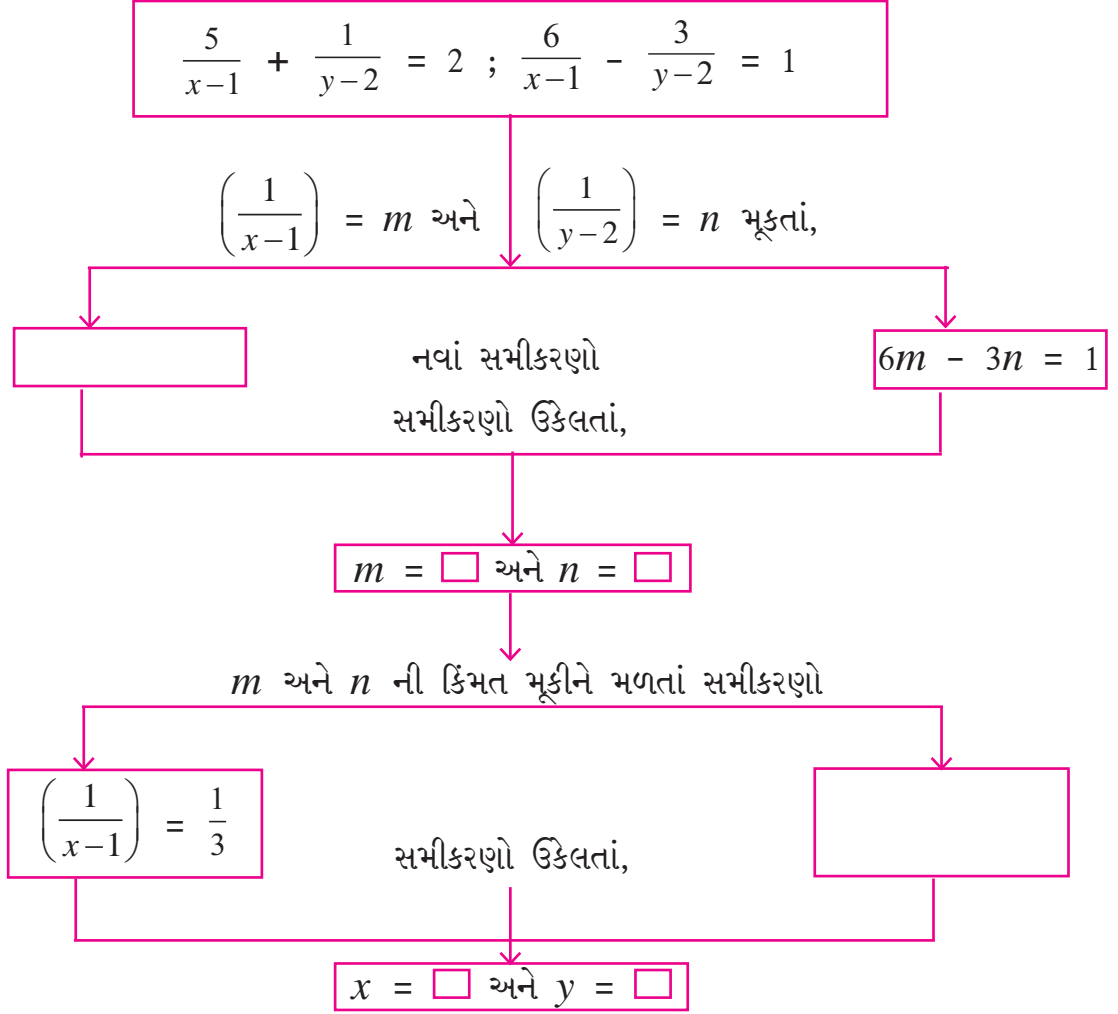 5/(x−1) + 1/(y−2) = 2 ; 6/(x−1) − 3/(y−2) = 1
(1/(x−1)) = m અને (1/(y−2)) = n મૂકતાં,
નવાં સમીકરણો
6m − 3n = 1
સમીકરણો ઉકેલતાં,
m = □ અને n = □
m અને n ની કિંમત મૂકીને મળતાં સમીકરણો
(1/(x−1)) = 1/3
સમીકરણો ઉકેલતાં,
x = □ અને y = □